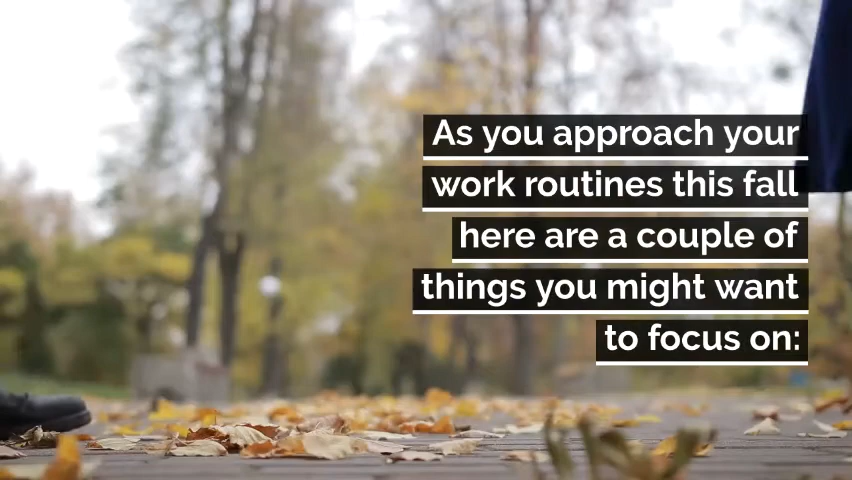 As you approach your
work routines this fall
here are a couple of
things you might want
to focus on: